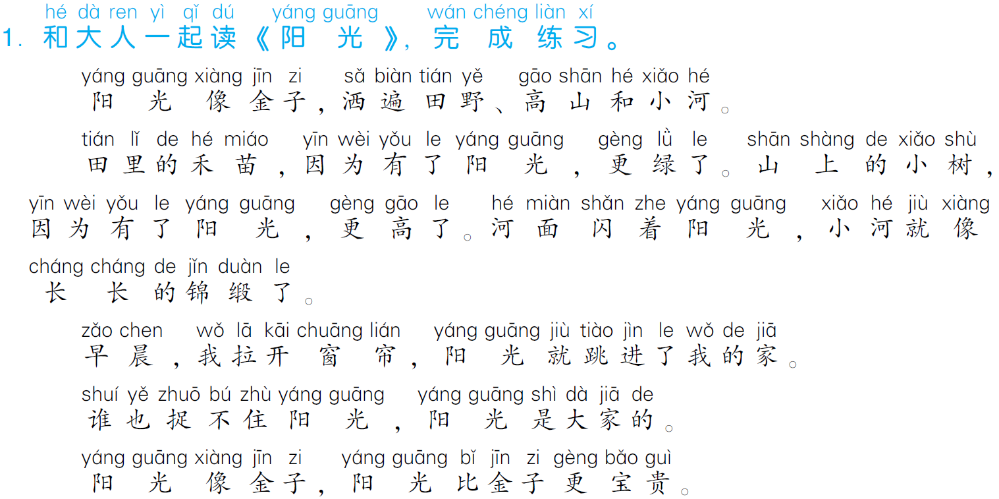 hé dà ren yì qǐ dú yáng guāng wán chéng liàn xí
1. 和大人一起读《阳光》，完成练习。
yáng guāng xiàng jīn zi sǎ biàn tián yě gāo shān hé xiǎo hé
阳光像金子，洒遍田野、高山和小河。
tián lǐ de hé miáo yīn wèi yǒu le yáng guāng gèng lǜ le shān shàng de xiǎo shù
田里的禾苗，因为有了阳光，更绿了。山上的小树，
yīn wèi yǒu le yáng guāng gèng gāo le hé miàn shǎn zhe yáng guāng xiǎo hé jiù xiàng
因为有了阳光，更高了。河面闪着阳光，小河就像
cháng cháng de jǐn duàn le
长长的锦缎了。
zǎo chen wǒ lā kāi chuāng lián yáng guāng jiù tiào jìn le wǒ de jiā
早晨，我拉开窗帘，阳光就跳进了我的家。
shuí yě zhuō bú zhù yáng guāng yáng guāng shì dà jiā de
谁也捉不住阳光，阳光是大家的。
yáng guāng xiàng jīn zi yáng guāng bǐ jīn zi gèng bǎo guì
阳光像金子，阳光比金子更宝贵。